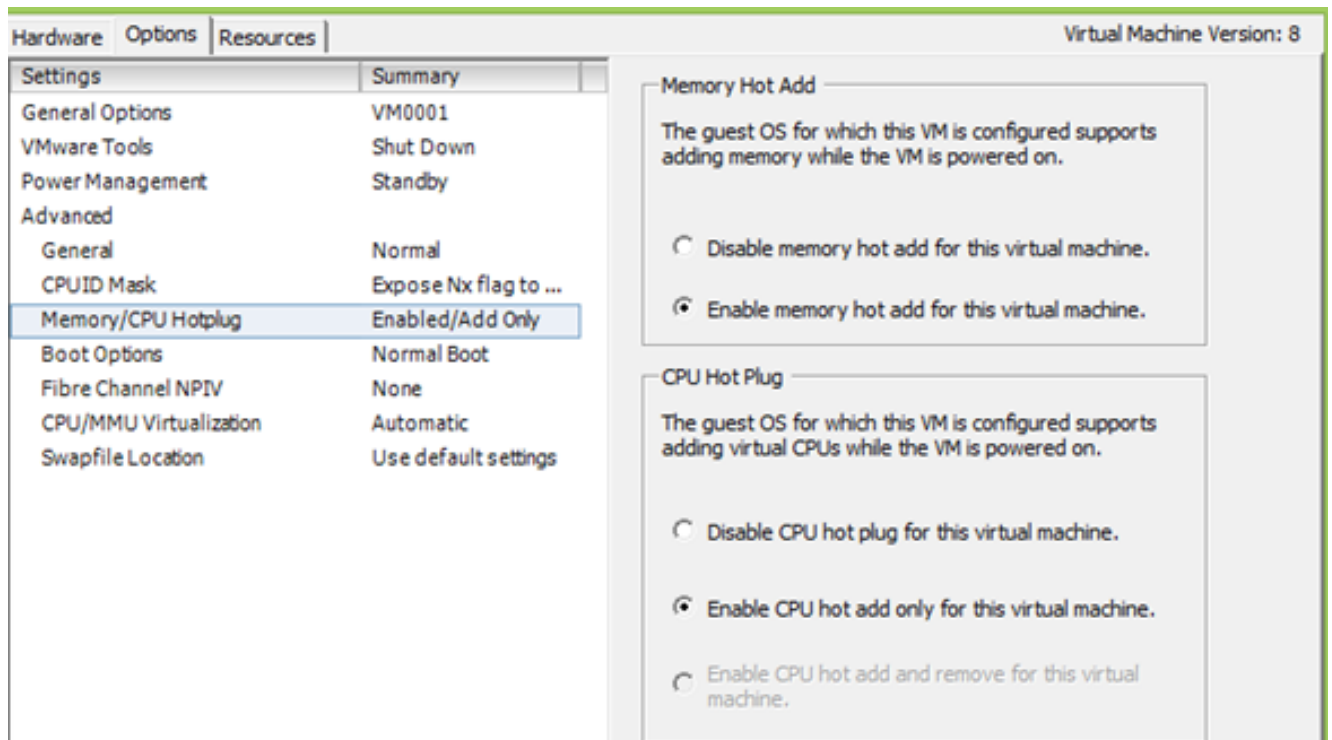 Hardware Options Resources Virtual Machine Version: 8
Settings Summary
General Options VM0001
VMware Tools Shut Down
Power Management Standby
Advanced
General Normal
CPUID Mask Expose Nx flag to ...
Memory/CPU Hotplug Enabled/Add Only
Boot Options Normal Boot
Fibre Channel NPIV None
CPU/MMU Virtualization Automatic
Swapfile Location Use default settings
Memory Hot Add
The guest OS for which this VM is configured supports
adding memory while the VM is powered on.
Disable memory hot add for this virtual machine.
Enable memory hot add for this virtual machine.
CPU Hot Plug
The guest OS for which this VM is configured supports
adding virtual CPUs while the VM is powered on.
Disable CPU hot plug for this virtual machine.
Enable CPU hot add only for this virtual machine.
Enable CPU hot add and remove for this virtual
machine.